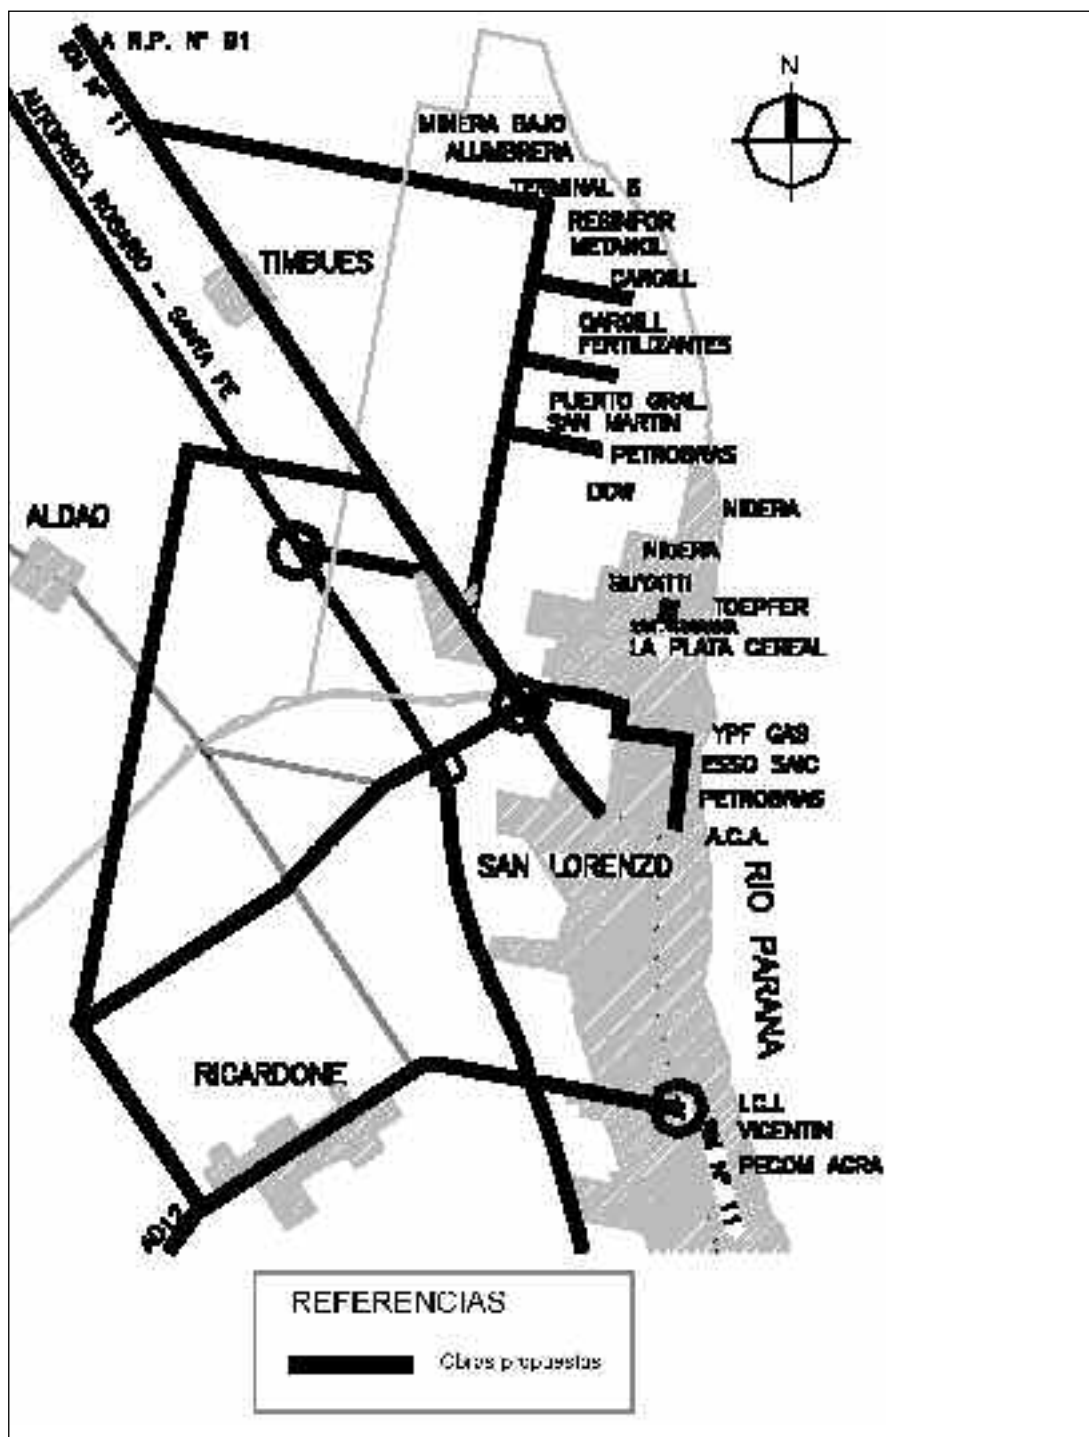 A R.P. Nº 91
RN Nº 11
AUTOPISTA ROSARIO - SANTA FE
N
MINERA BAJO
ALUMBRERA
TERMINAL 6
RESINFOR
METANOL
TIMBUES
CARGILL
CARGILL
FERTILIZANTES
PUERTO GRAL.
SAN MARTIN
PETROBRAS
NIDERA
ALDAO
NIDERA
TOEPFER
LA PLATA CEREAL
YPF GAS
ESSO SAIC
PETROBRAS
A.C.A.
SAN LORENZO
RIO PARANA
RICARDONE
VICENTIN
PECOM AGRA
Nº 11
A012
REFERENCIAS
Obras propuestas